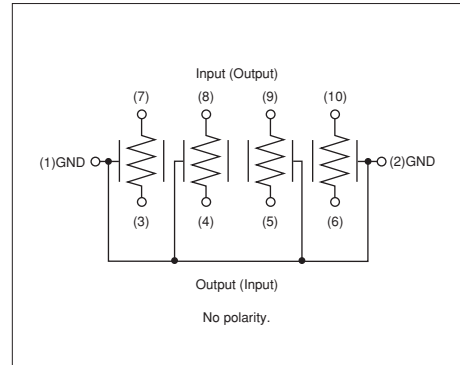 Input (Output)
(7) (8) (9) (10)
(1)GND (2)GND
(3) (4) (5) (6)
Output (Input)
No polarity.